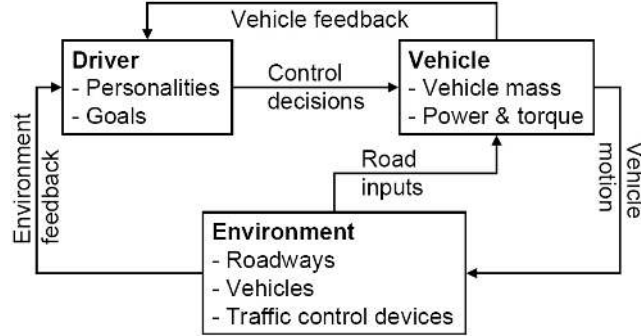 Vehicle feedback
Driver
- Personalities
- Goals
Control
decisions
Vehicle
- Vehicle mass
- Power & torque
Environment
feedback
Road
inputs
Vehicle
motion
Environment
- Roadways
- Vehicles
- Traffic control devices